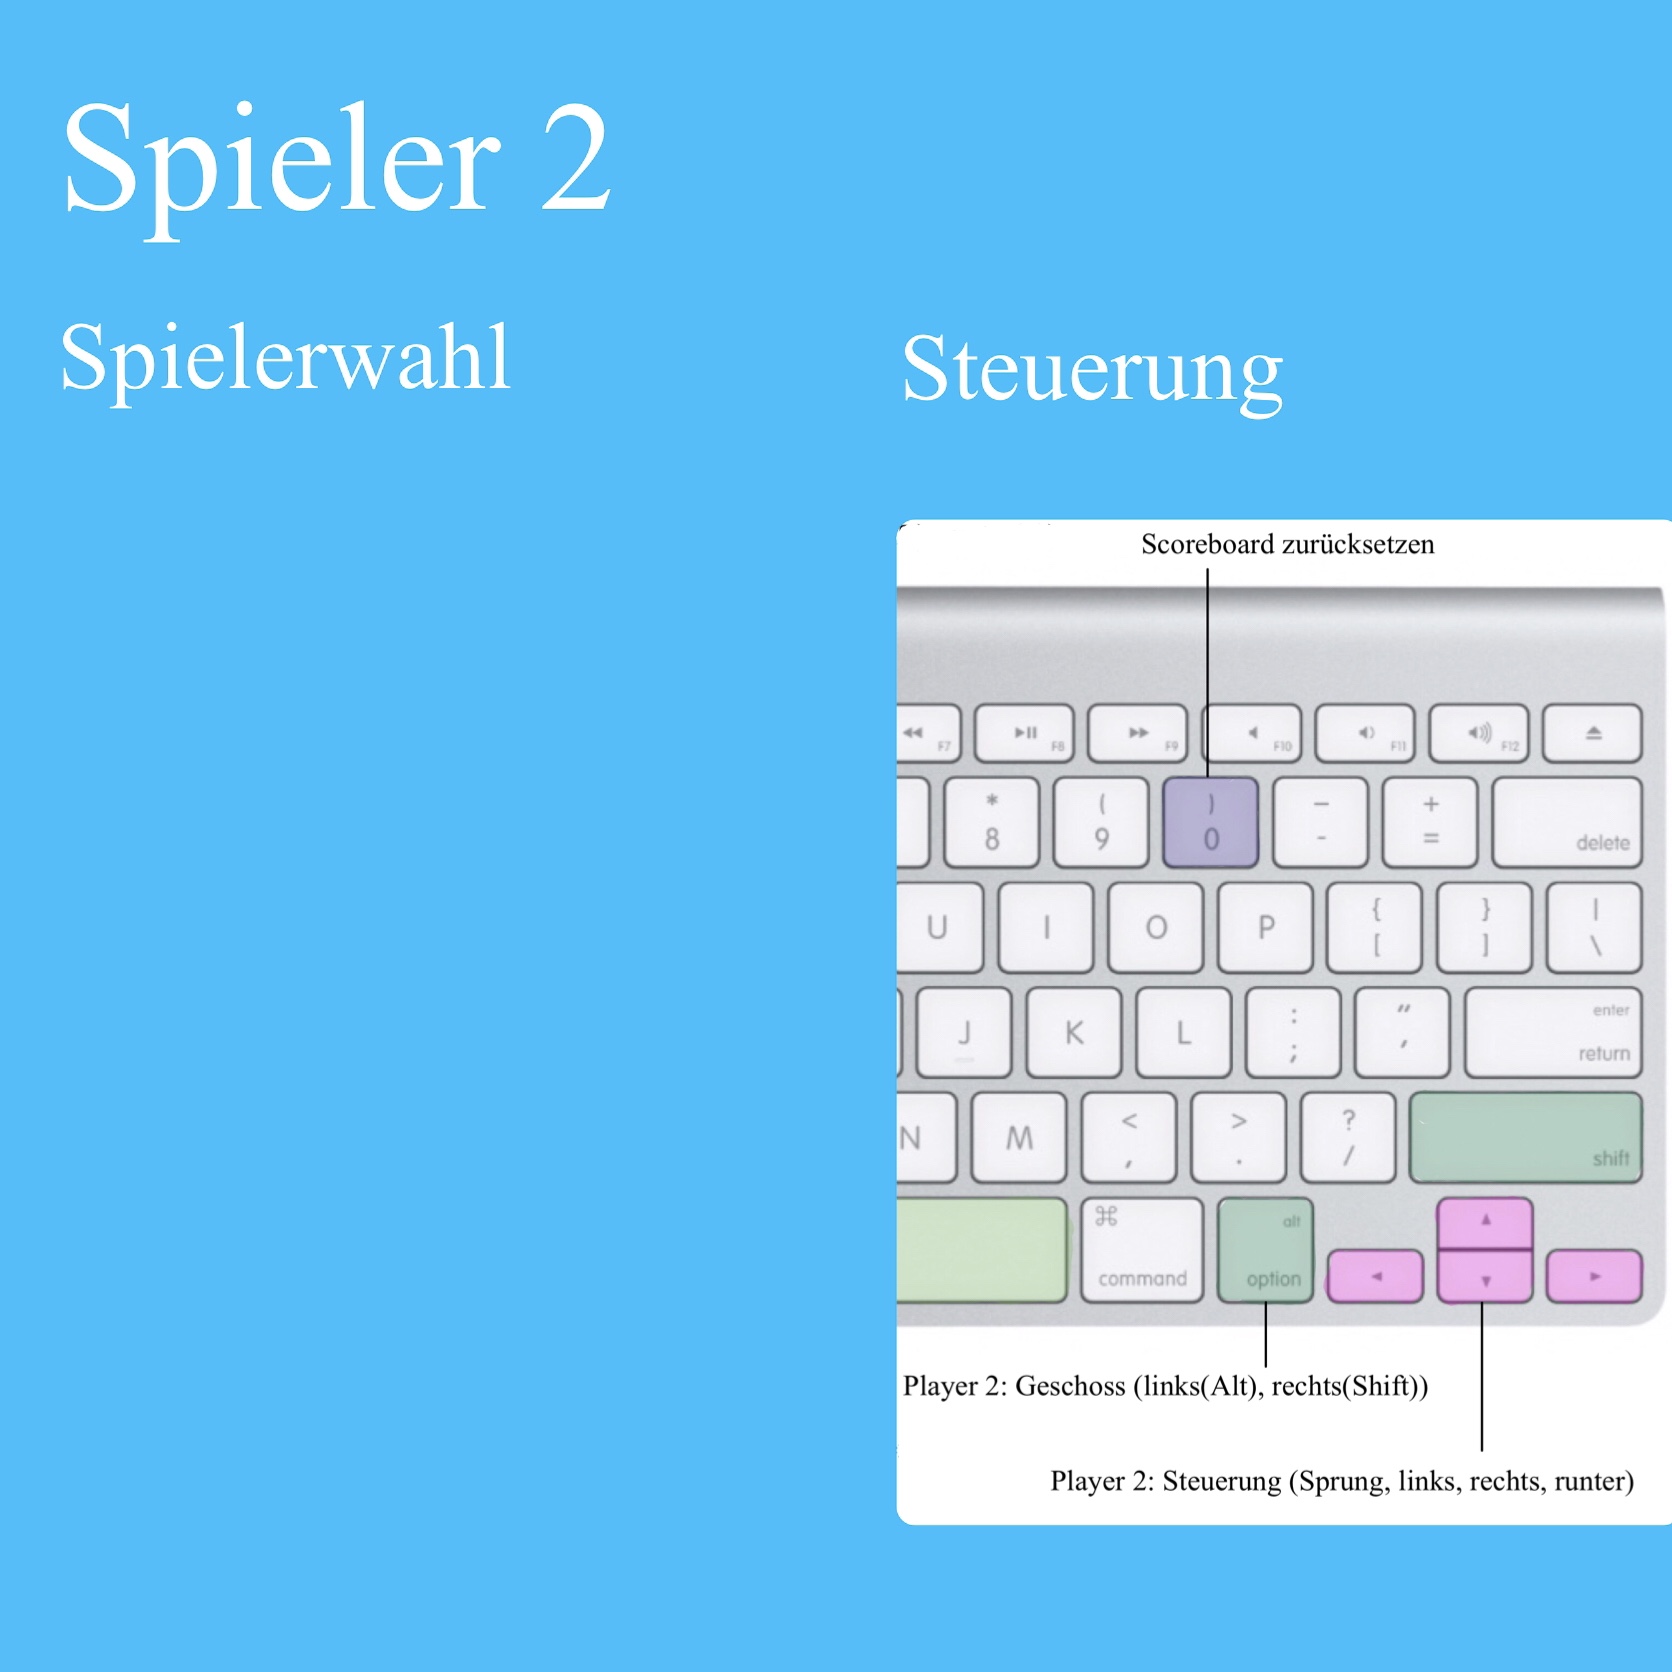 Spieler 2
Spielerwahl
Steuerung
Scoreboard zurücksetzen
F7 F8 F9 F10 F11 F12
* ( ) – +
8 9 0 - = delete
U I O P { [ } ] | \
enter
J K L : ; " ' return
N M < , > . ? / shift
⌘ alt
command option
Player 2: Geschoss (links(Alt), rechts(Shift))
Player 2: Steuerung (Sprung, links, rechts, runter)